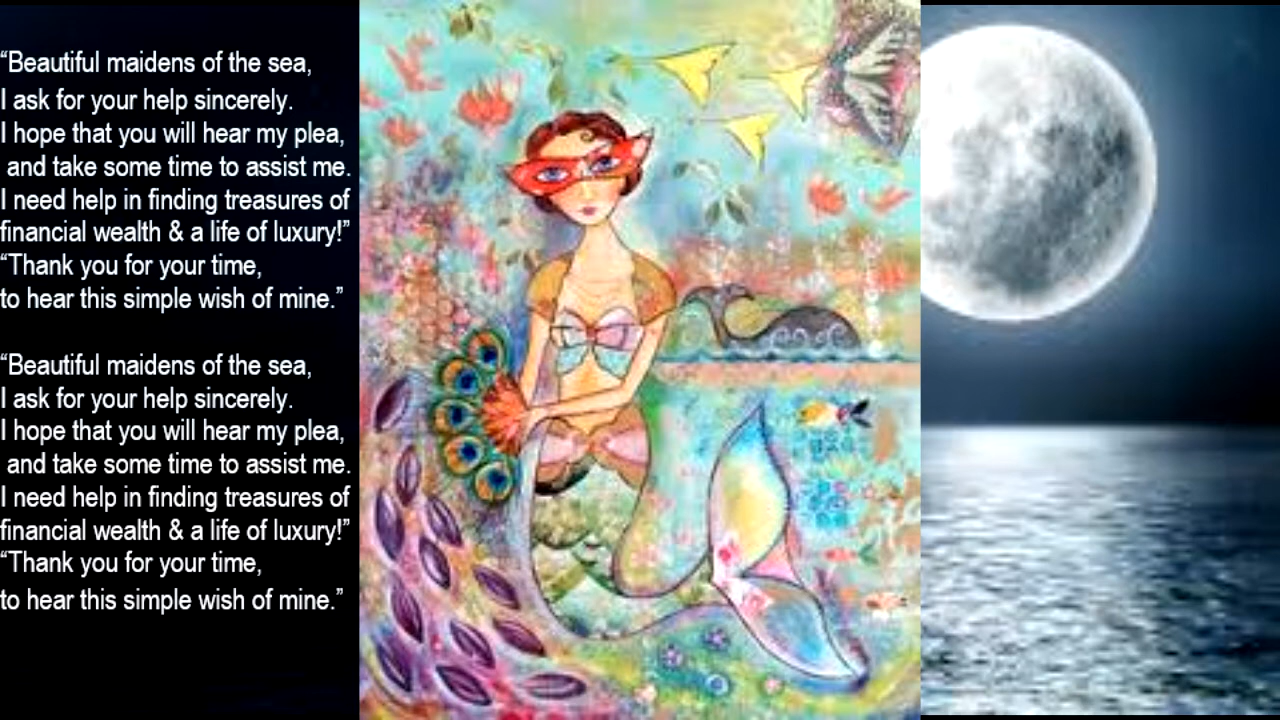 “Beautiful maidens of the sea,
I ask for your help sincerely.
I hope that you will hear my plea,
and take some time to assist me.
I need help in finding treasures of
financial wealth & a life of luxury!”
“Thank you for your time,
to hear this simple wish of mine.”
“Beautiful maidens of the sea,
I ask for your help sincerely.
I hope that you will hear my plea,
and take some time to assist me.
I need help in finding treasures of
financial wealth & a life of luxury!”
“Thank you for your time,
to hear this simple wish of mine.”